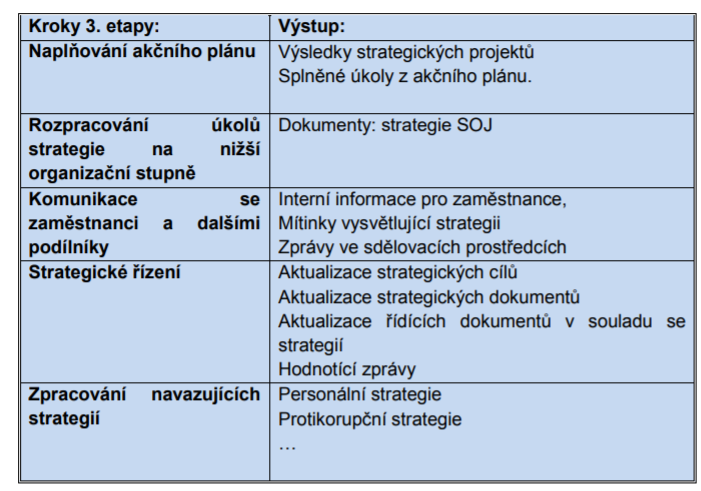 Kroky 3. etapy:
Výstup:
Naplňování akčního plánu
Výsledky strategických projektů
Splněné úkoly z akčního plánu.
Rozpracování úkolů
strategie na nižší
organizační stupně
Dokumenty: strategie SOJ
Komunikace se
zaměstnanci a dalšími
podílníky
Interní informace pro zaměstnance,
Mítinky vysvětlující strategii
Zprávy ve sdělovacích prostředcích
Strategické řízení
Aktualizace strategických cílů
Aktualizace strategických dokumentů
Aktualizace řídících dokumentů v souladu se
strategií
Hodnotící zprávy
Zpracování navazujících
strategií
Personální strategie
Protikorupční strategie
…